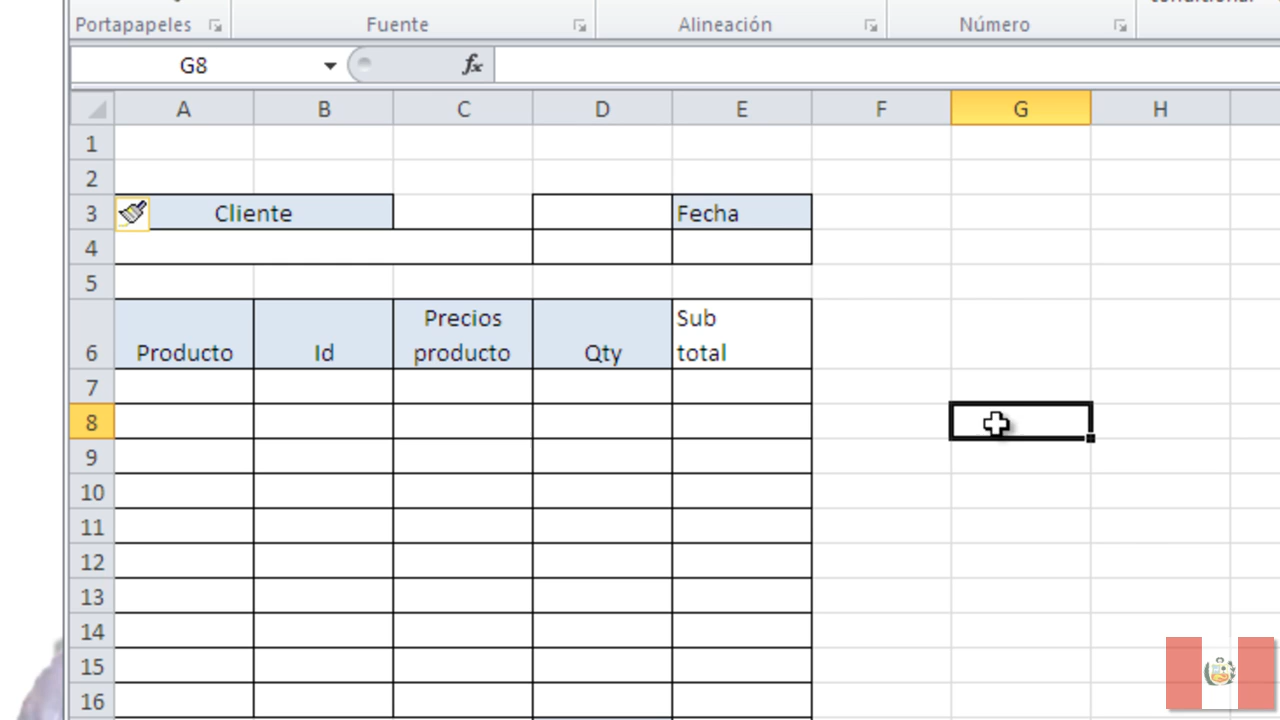 Portapapeles Fuente Alineación Número
G8 fx
A B C D E F G H
1
2
3 Cliente Fecha
4
5
Precios Sub
6 Producto Id producto Qty total
7
8
9
10
11
12
13
14
15
16